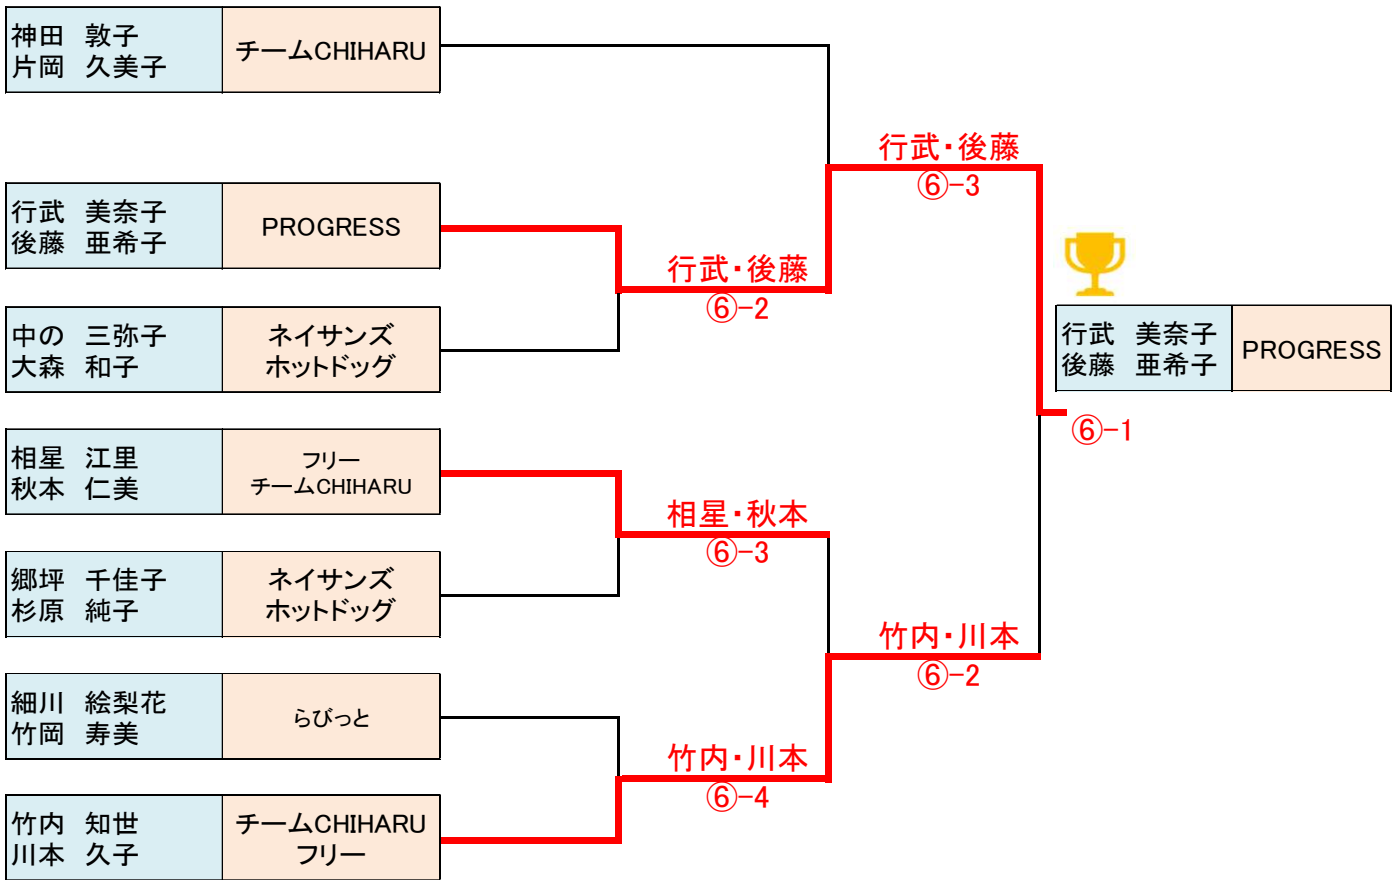 神田　敦子
片岡　久美子
チームCHIHARU
行武　美奈子
後藤　亜希子
PROGRESS
中の　三弥子
大森　和子
ネイサンズ
ホットドッグ
相星　江里
秋本　仁美
フリー
チームCHIHARU
郷坪　千佳子
杉原　純子
ネイサンズ
ホットドッグ
細川　絵梨花
竹岡　寿美
らびっと
竹内　知世
川本　久子
チームCHIHARU
フリー
行武・後藤
⑥-2
相星・秋本
⑥-3
竹内・川本
⑥-4
行武・後藤
⑥-3
竹内・川本
⑥-2
行武　美奈子
後藤　亜希子
PROGRESS
⑥-1